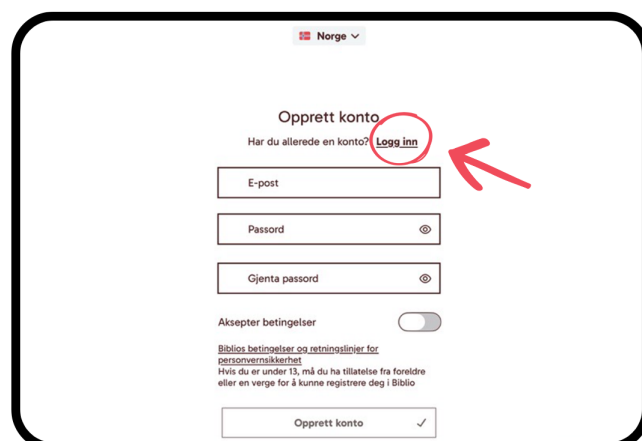 Norge
Opprett konto
Har du allerede en konto? Logg inn
E-post
Passord
Gjenta passord
Aksepter betingelser
Biblios betingelser og retningslinjer for
personvernsikkerhet
Hvis du er under 13, må du ha tillatelse fra foreldre
eller en verge for å kunne registrere deg i Biblio
Opprett konto